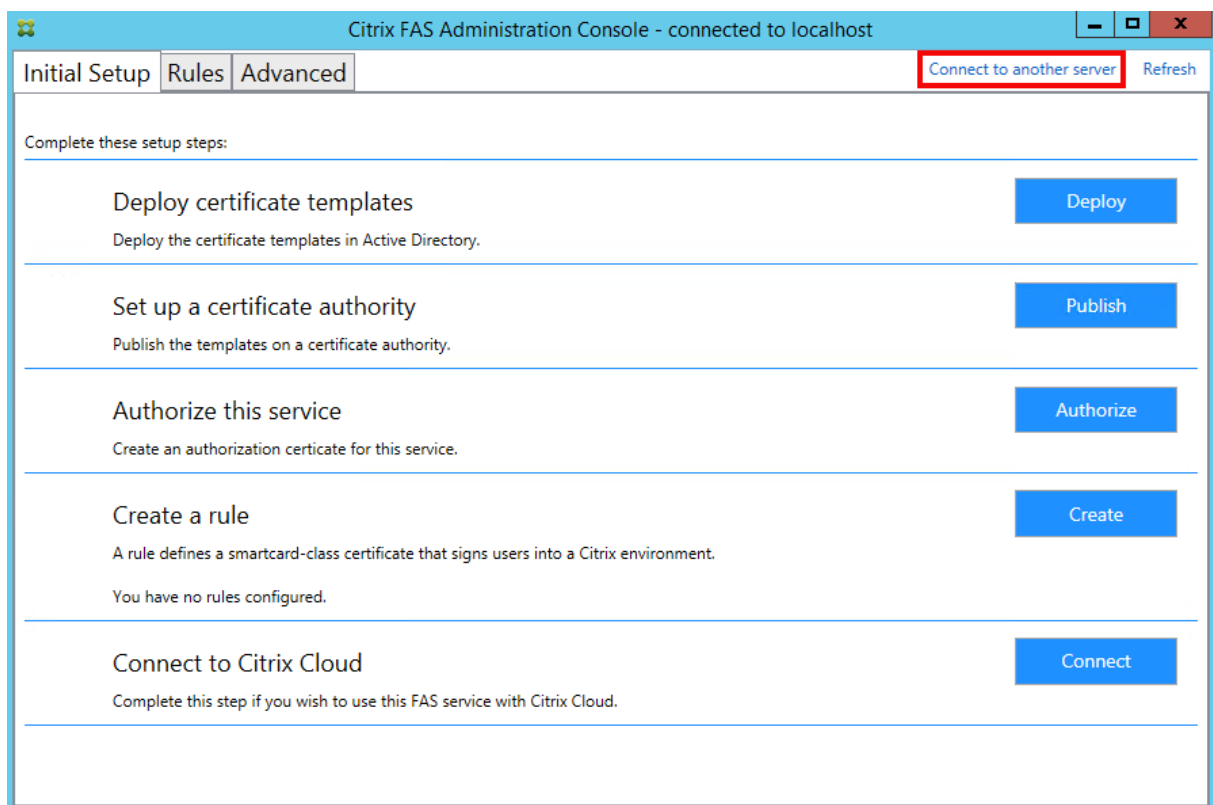 Citrix FAS Administration Console - connected to localhost
Initial Setup Rules Advanced Connect to another server Refresh
Complete these setup steps:
Deploy certificate templates
Deploy
Deploy the certificate templates in Active Directory.
Set up a certificate authority
Publish
Publish the templates on a certificate authority.
Authorize this service
Authorize
Create an authorization certicate for this service.
Create a rule
Create
A rule defines a smartcard-class certificate that signs users into a Citrix environment.
You have no rules configured.
Connect to Citrix Cloud
Connect
Complete this step if you wish to use this FAS service with Citrix Cloud.